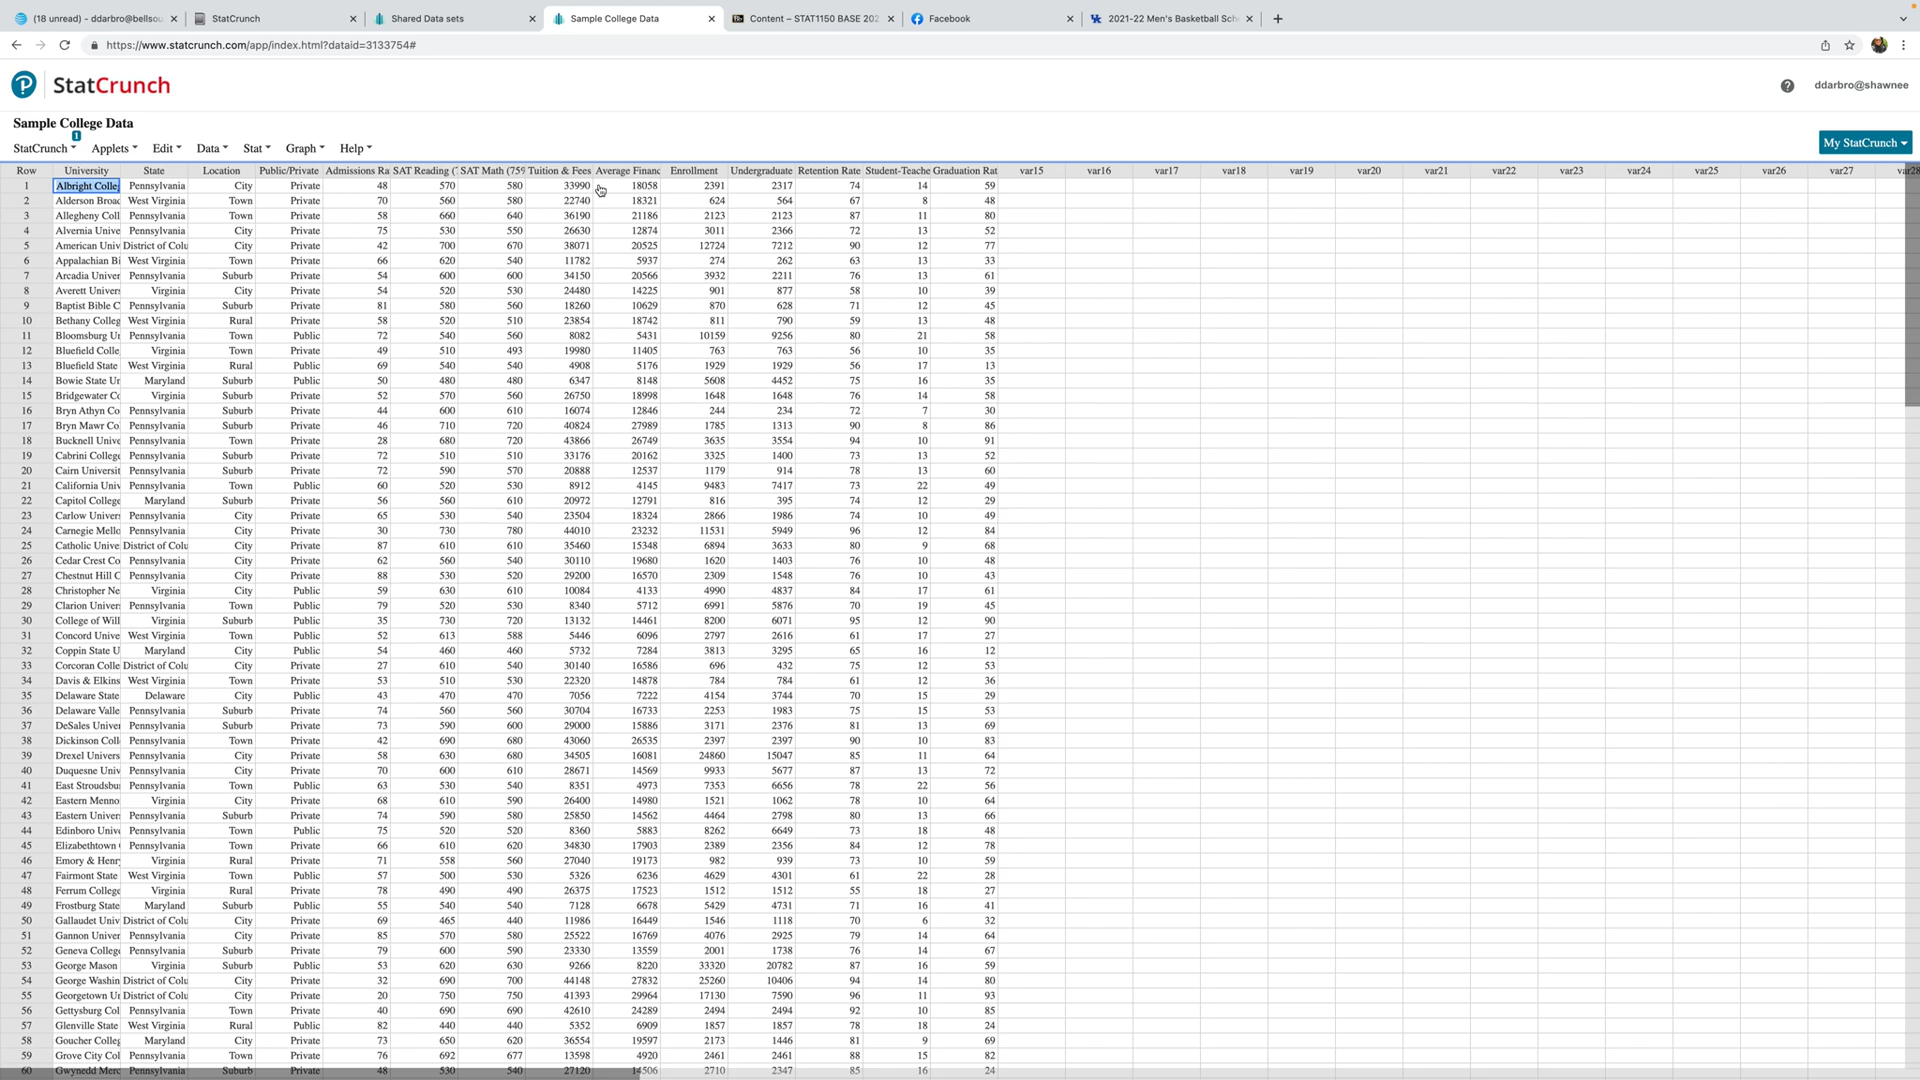 (18 unread) - ddarbro@bellsou
StatCrunch
Shared Data sets
Sample College Data
Content – STAT1150 BASE 202
Facebook
2021-22 Men's Basketball Sch
https://www.statcrunch.com/app/index.html?dataid=3133754#
StatCrunch
ddarbro@shawnee
Sample College Data
1
StatCrunch Applets Edit Data Stat Graph Help
My StatCrunch
Row University State Location Public/Private Admissions Ra SAT Reading (7 SAT Math (75% Tuition & Fees Average Financ Enrollment Undergraduate Retention Rate Student-Teache Graduation Rat var15 var16 var17 var18 var19 var20 var21 var22 var23 var24 var25 var26 var27 var28
1 Albright Colleg Pennsylvania City Private 48 570 580 33990 18058 2391 2317 74 14 59
2 Alderson Broad West Virginia Town Private 70 560 580 22740 18321 624 564 67 8 48
3 Allegheny Coll Pennsylvania Town Private 58 660 640 36190 21186 2123 2123 87 11 80
4 Alvernia Unive Pennsylvania City Private 75 530 550 26630 12874 3011 2366 72 13 52
5 American Univ District of Colu City Private 42 700 670 38071 20525 12724 7212 90 12 77
6 Appalachian Bi West Virginia Town Private 66 620 540 11782 5937 274 262 63 13 33
7 Arcadia Univer Pennsylvania Suburb Private 54 600 600 34150 20566 3932 2211 76 13 61
8 Averett Univers Virginia City Private 54 520 530 24480 14225 901 877 58 10 39
9 Baptist Bible C Pennsylvania Suburb Private 81 580 560 18260 10629 870 628 71 12 45
10 Bethany Colleg West Virginia Rural Private 58 520 510 23854 18742 811 790 59 13 48
11 Bloomsburg Un Pennsylvania Town Public 72 540 560 8082 5431 10159 9256 80 21 58
12 Bluefield Colle Virginia Town Private 49 510 493 19980 11405 763 763 56 10 35
13 Bluefield State West Virginia Rural Public 69 540 540 4908 5176 1929 1929 56 17 13
14 Bowie State Un Maryland Suburb Public 50 480 480 6347 8148 5608 4452 75 16 35
15 Bridgewater Co Virginia Suburb Private 52 570 560 26750 18998 1648 1648 76 14 58
16 Bryn Athyn Co Pennsylvania Suburb Private 44 600 610 16074 12846 244 234 72 7 30
17 Bryn Mawr Co Pennsylvania Suburb Private 46 710 720 40824 27989 1785 1313 90 8 86
18 Bucknell Unive Pennsylvania Town Private 28 680 720 43866 26749 3635 3554 94 10 91
19 Cabrini College Pennsylvania Suburb Private 72 510 510 33176 20162 3325 1400 73 13 52
20 Cairn Universit Pennsylvania Suburb Private 72 590 570 20888 12537 1179 914 78 13 60
21 California Univ Pennsylvania Town Public 60 520 530 8912 4145 9483 7417 73 22 49
22 Capitol College Maryland Suburb Private 56 560 610 20972 12791 816 395 74 12 29
23 Carlow Univers Pennsylvania City Private 65 530 540 23504 18324 2866 1986 74 10 49
24 Carnegie Mello Pennsylvania City Private 30 730 780 44010 23232 11531 5949 96 12 84
25 Catholic Unive District of Colu City Private 87 610 610 35460 15348 6894 3633 80 9 68
26 Cedar Crest Co Pennsylvania City Private 62 560 540 30110 19680 1620 1403 76 10 48
27 Chestnut Hill C Pennsylvania City Private 88 530 520 29200 16570 2309 1548 76 10 43
28 Christopher Ne Virginia City Public 59 630 610 10084 4133 4990 4837 84 17 61
29 Clarion Univers Pennsylvania Town Public 79 520 530 8340 5712 6991 5876 70 19 45
30 College of Will Virginia Suburb Public 35 730 720 13132 14461 8200 6071 95 12 90
31 Concord Unive West Virginia Town Public 52 613 588 5446 6096 2797 2616 61 17 27
32 Coppin State U Maryland City Public 54 460 460 5732 7284 3813 3295 65 16 12
33 Corcoran Colle District of Colu City Private 27 610 540 30140 16586 696 432 75 12 53
34 Davis & Elkins West Virginia Town Private 53 510 530 22320 14878 784 784 61 12 36
35 Delaware State Delaware City Public 43 470 470 7056 7222 4154 3744 70 15 29
36 Delaware Valle Pennsylvania Suburb Private 74 560 560 30704 16733 2253 1983 75 15 53
37 DeSales Univer Pennsylvania Suburb Private 73 590 600 29000 15886 3171 2376 81 13 69
38 Dickinson Coll Pennsylvania Town Private 42 690 680 43060 26535 2397 2397 90 10 83
39 Drexel Univers Pennsylvania City Private 58 630 680 34505 16081 24860 15047 85 11 64
40 Duquesne Univ Pennsylvania City Private 70 600 610 28671 14569 9933 5677 87 13 72
41 East Stroudsbu Pennsylvania Town Public 63 530 540 8351 4973 7353 6656 78 22 56
42 Eastern Menno Virginia City Private 68 610 590 26400 14980 1521 1062 78 10 64
43 Eastern Univers Pennsylvania Suburb Private 74 590 580 25850 14562 4464 2798 80 13 66
44 Edinboro Unive Pennsylvania Town Public 75 520 520 8360 5883 8262 6649 73 18 48
45 Elizabethtown Pennsylvania Town Private 66 610 620 34830 17903 2389 2356 84 12 78
46 Emory & Henry Virginia Rural Private 71 558 560 27040 19173 982 939 73 10 59
47 Fairmont State West Virginia Town Public 57 500 530 5326 6236 4629 4301 61 22 28
48 Ferrum College Virginia Rural Private 78 490 490 26375 17523 1512 1512 55 18 27
49 Frostburg State Maryland Suburb Public 55 540 540 7128 6678 5429 4731 71 16 41
50 Gallaudet Univ District of Colu City Private 69 465 440 11986 16449 1546 1118 70 6 32
51 Gannon Univer Pennsylvania City Private 85 570 580 25522 16769 4076 2925 79 14 64
52 Geneva College Pennsylvania Suburb Private 79 600 590 23330 13559 2001 1738 76 14 67
53 George Mason Virginia Suburb Public 53 620 630 9266 8220 33320 20782 87 16 59
54 George Washin District of Colu City Private 32 690 700 44148 27832 25260 10406 94 14 80
55 Georgetown Un District of Colu City Private 20 750 750 41393 29964 17130 7590 96 11 93
56 Gettysburg Col Pennsylvania Town Private 40 690 690 42610 24289 2494 2494 92 10 85
57 Glenville State West Virginia Rural Public 82 440 440 5352 6909 1857 1857 78 18 24
58 Goucher Colleg Maryland City Private 73 650 620 36554 19597 2173 1446 81 9 69
59 Grove City Col Pennsylvania Town Private 76 692 677 13598 4920 2461 2461 88 15 82
60 Gwynedd Merc Pennsylvania Suburb Private 48 530 540 27120 14506 2710 2347 85 16 24